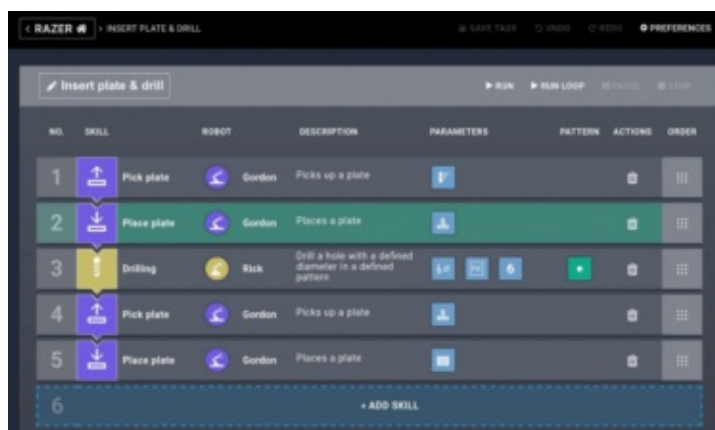 < RAZER > INSERT PLATE & DRILL SAVE TASK UNDO REDO PREFERENCES
Insert plate & drill RUN RUN LOOP PAUSE STOP
NO. SKILL ROBOT DESCRIPTION PARAMETERS PATTERN ACTIONS ORDER
1 Pick plate Gordon Picks up a plate
2 Place plate Gordon Places a plate
3 Drilling Rick Drill a hole with a defined
diameter in a defined
pattern
6
4 Pick plate Gordon Picks up a plate
5 Place plate Gordon Places a plate
6 + ADD SKILL